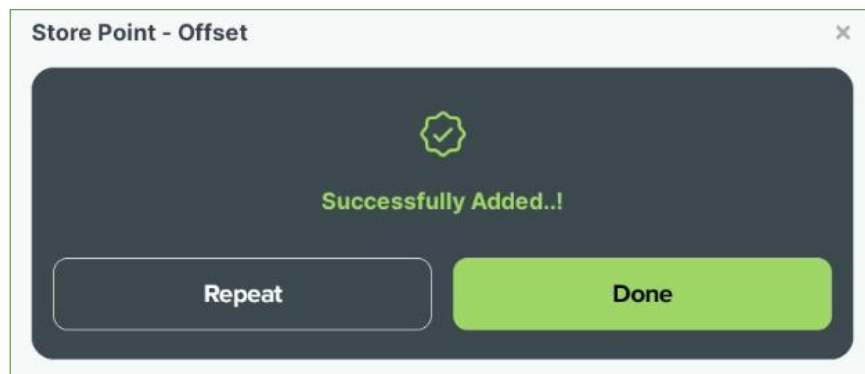 Store Point - Offset
Successfully Added..!
Repeat
Done